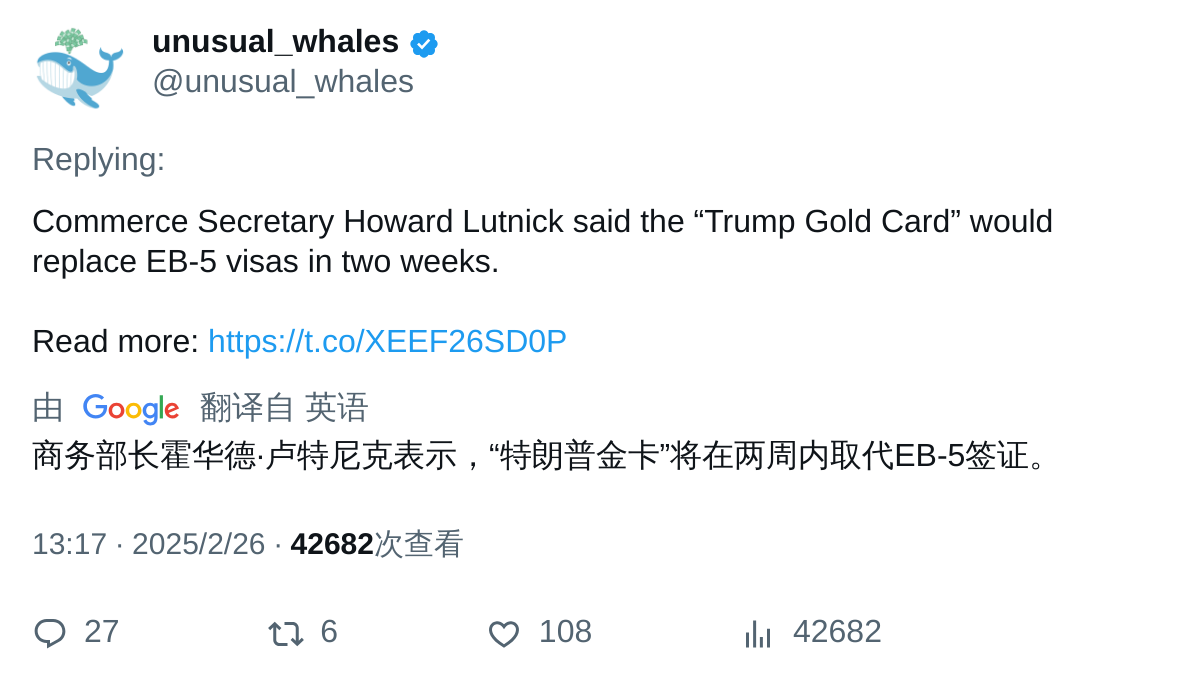 unusual_whales
@unusual_whales
Replying:
Commerce Secretary Howard Lutnick said the “Trump Gold Card” would
replace EB-5 visas in two weeks.
Read more: https://t.co/XEEF26SD0P
由 Google 翻译自 英语
商务部长霍华德·卢特尼克表示，“特朗普金卡”将在两周内取代EB-5签证。
13:17 · 2025/2/26 · 42682次查看
27 6 108 42682